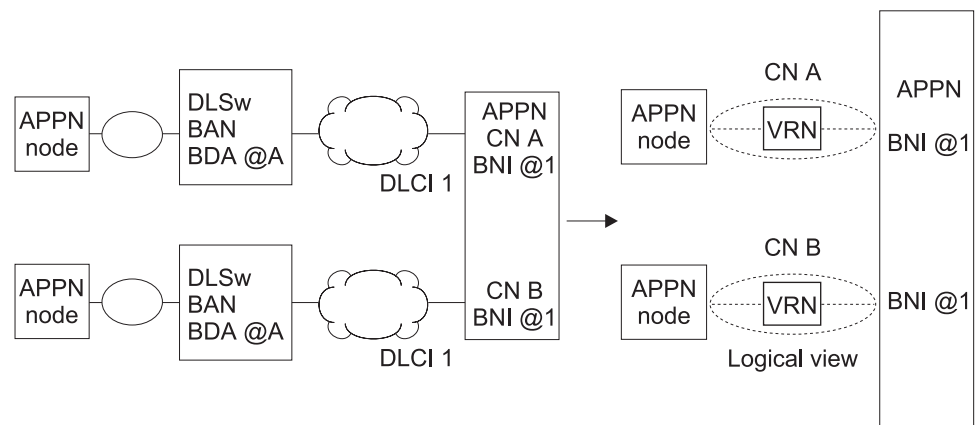 APPN
node
DLSw
BAN
BDA @A
DLCI 1
APPN
CN A
BNI @1
APPN
node
DLSw
BAN
BDA @A
DLCI 1
CN B
BNI @1
CN A
APPN
node
VRN
APPN
BNI @1
CN B
APPN
node
VRN
BNI @1
Logical view